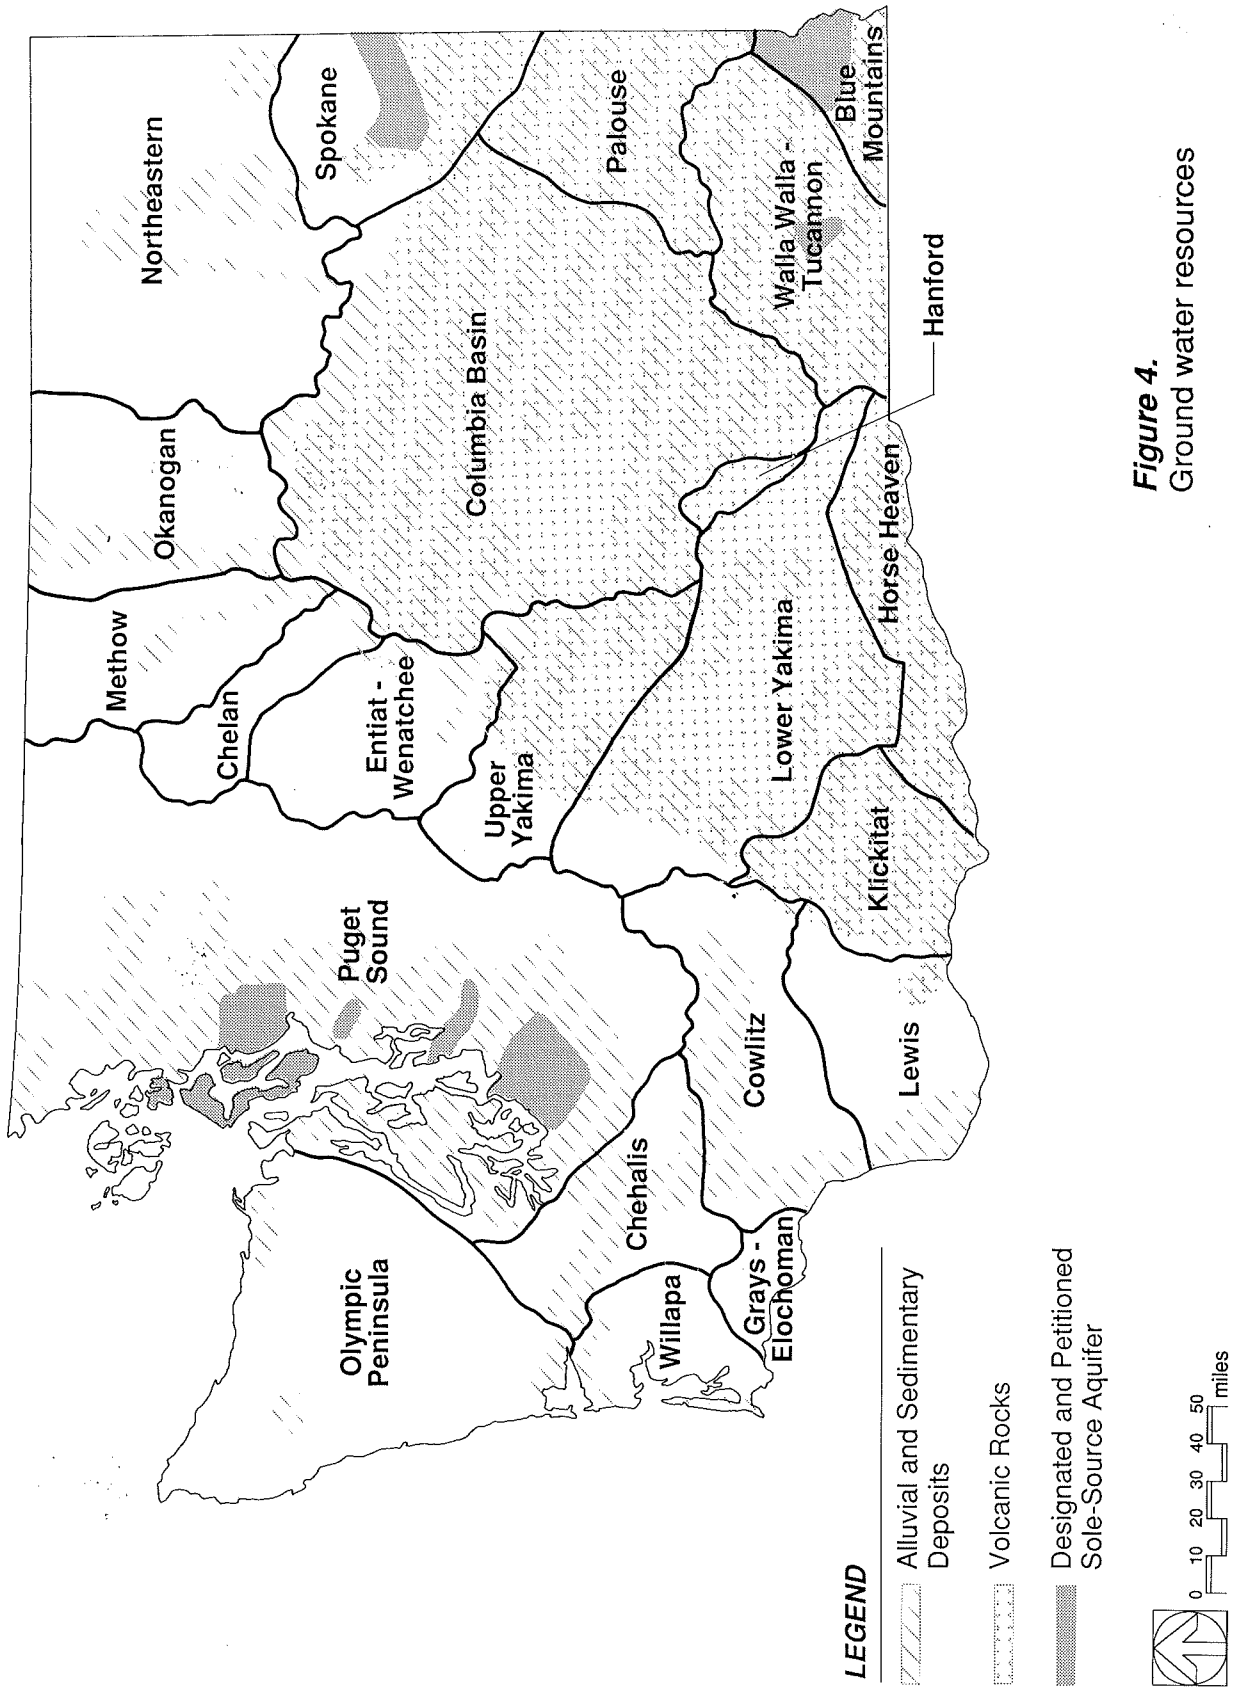 Northeastern
Spokane
Okanogan
Methow
Chelan
Columbia Basin
Palouse
Entiat -
Wenatchee
Upper
Yakima
Puget
Sound
Olympic
Peninsula
Walla Walla -
Tucannon
Blue
Mountains
Lower Yakima
Hanford
Horse Heaven
Klickitat
Cowlitz
Lewis
Chehalis
Willapa
Grays -
Elochoman
LEGEND
Alluvial and Sedimentary
Deposits
Volcanic Rocks
Designated and Petitioned
Sole-Source Aquifer
0 10 20 30 40 50
miles
Figure 4.
Ground water resources